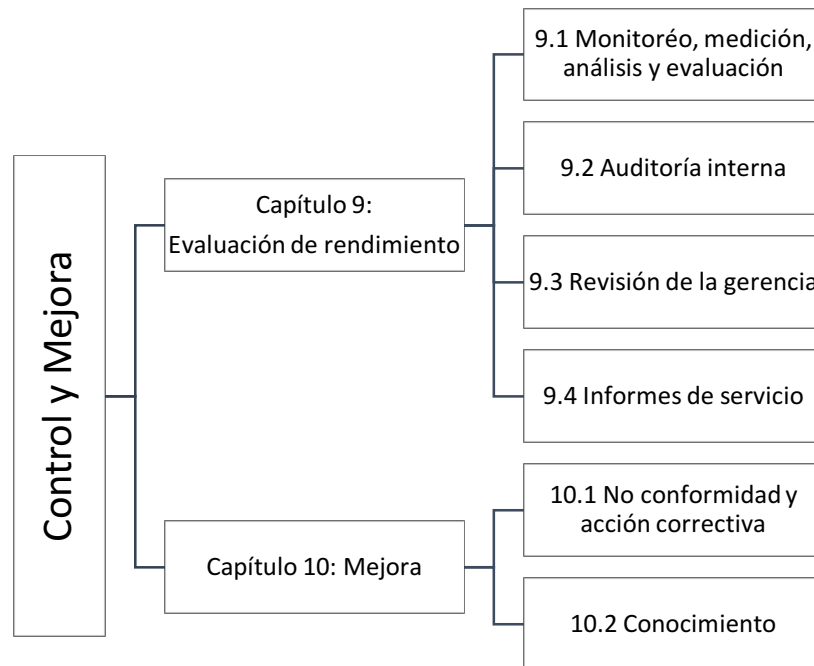 Control y Mejora
Capítulo 9:
Evaluación de rendimiento
9.1 Monitoréo, medición,
análisis y evaluación
9.2 Auditoría interna
9.3 Revisión de la gerencia
9.4 Informes de servicio
Capítulo 10: Mejora
10.1 No conformidad y
acción correctiva
10.2 Conocimiento